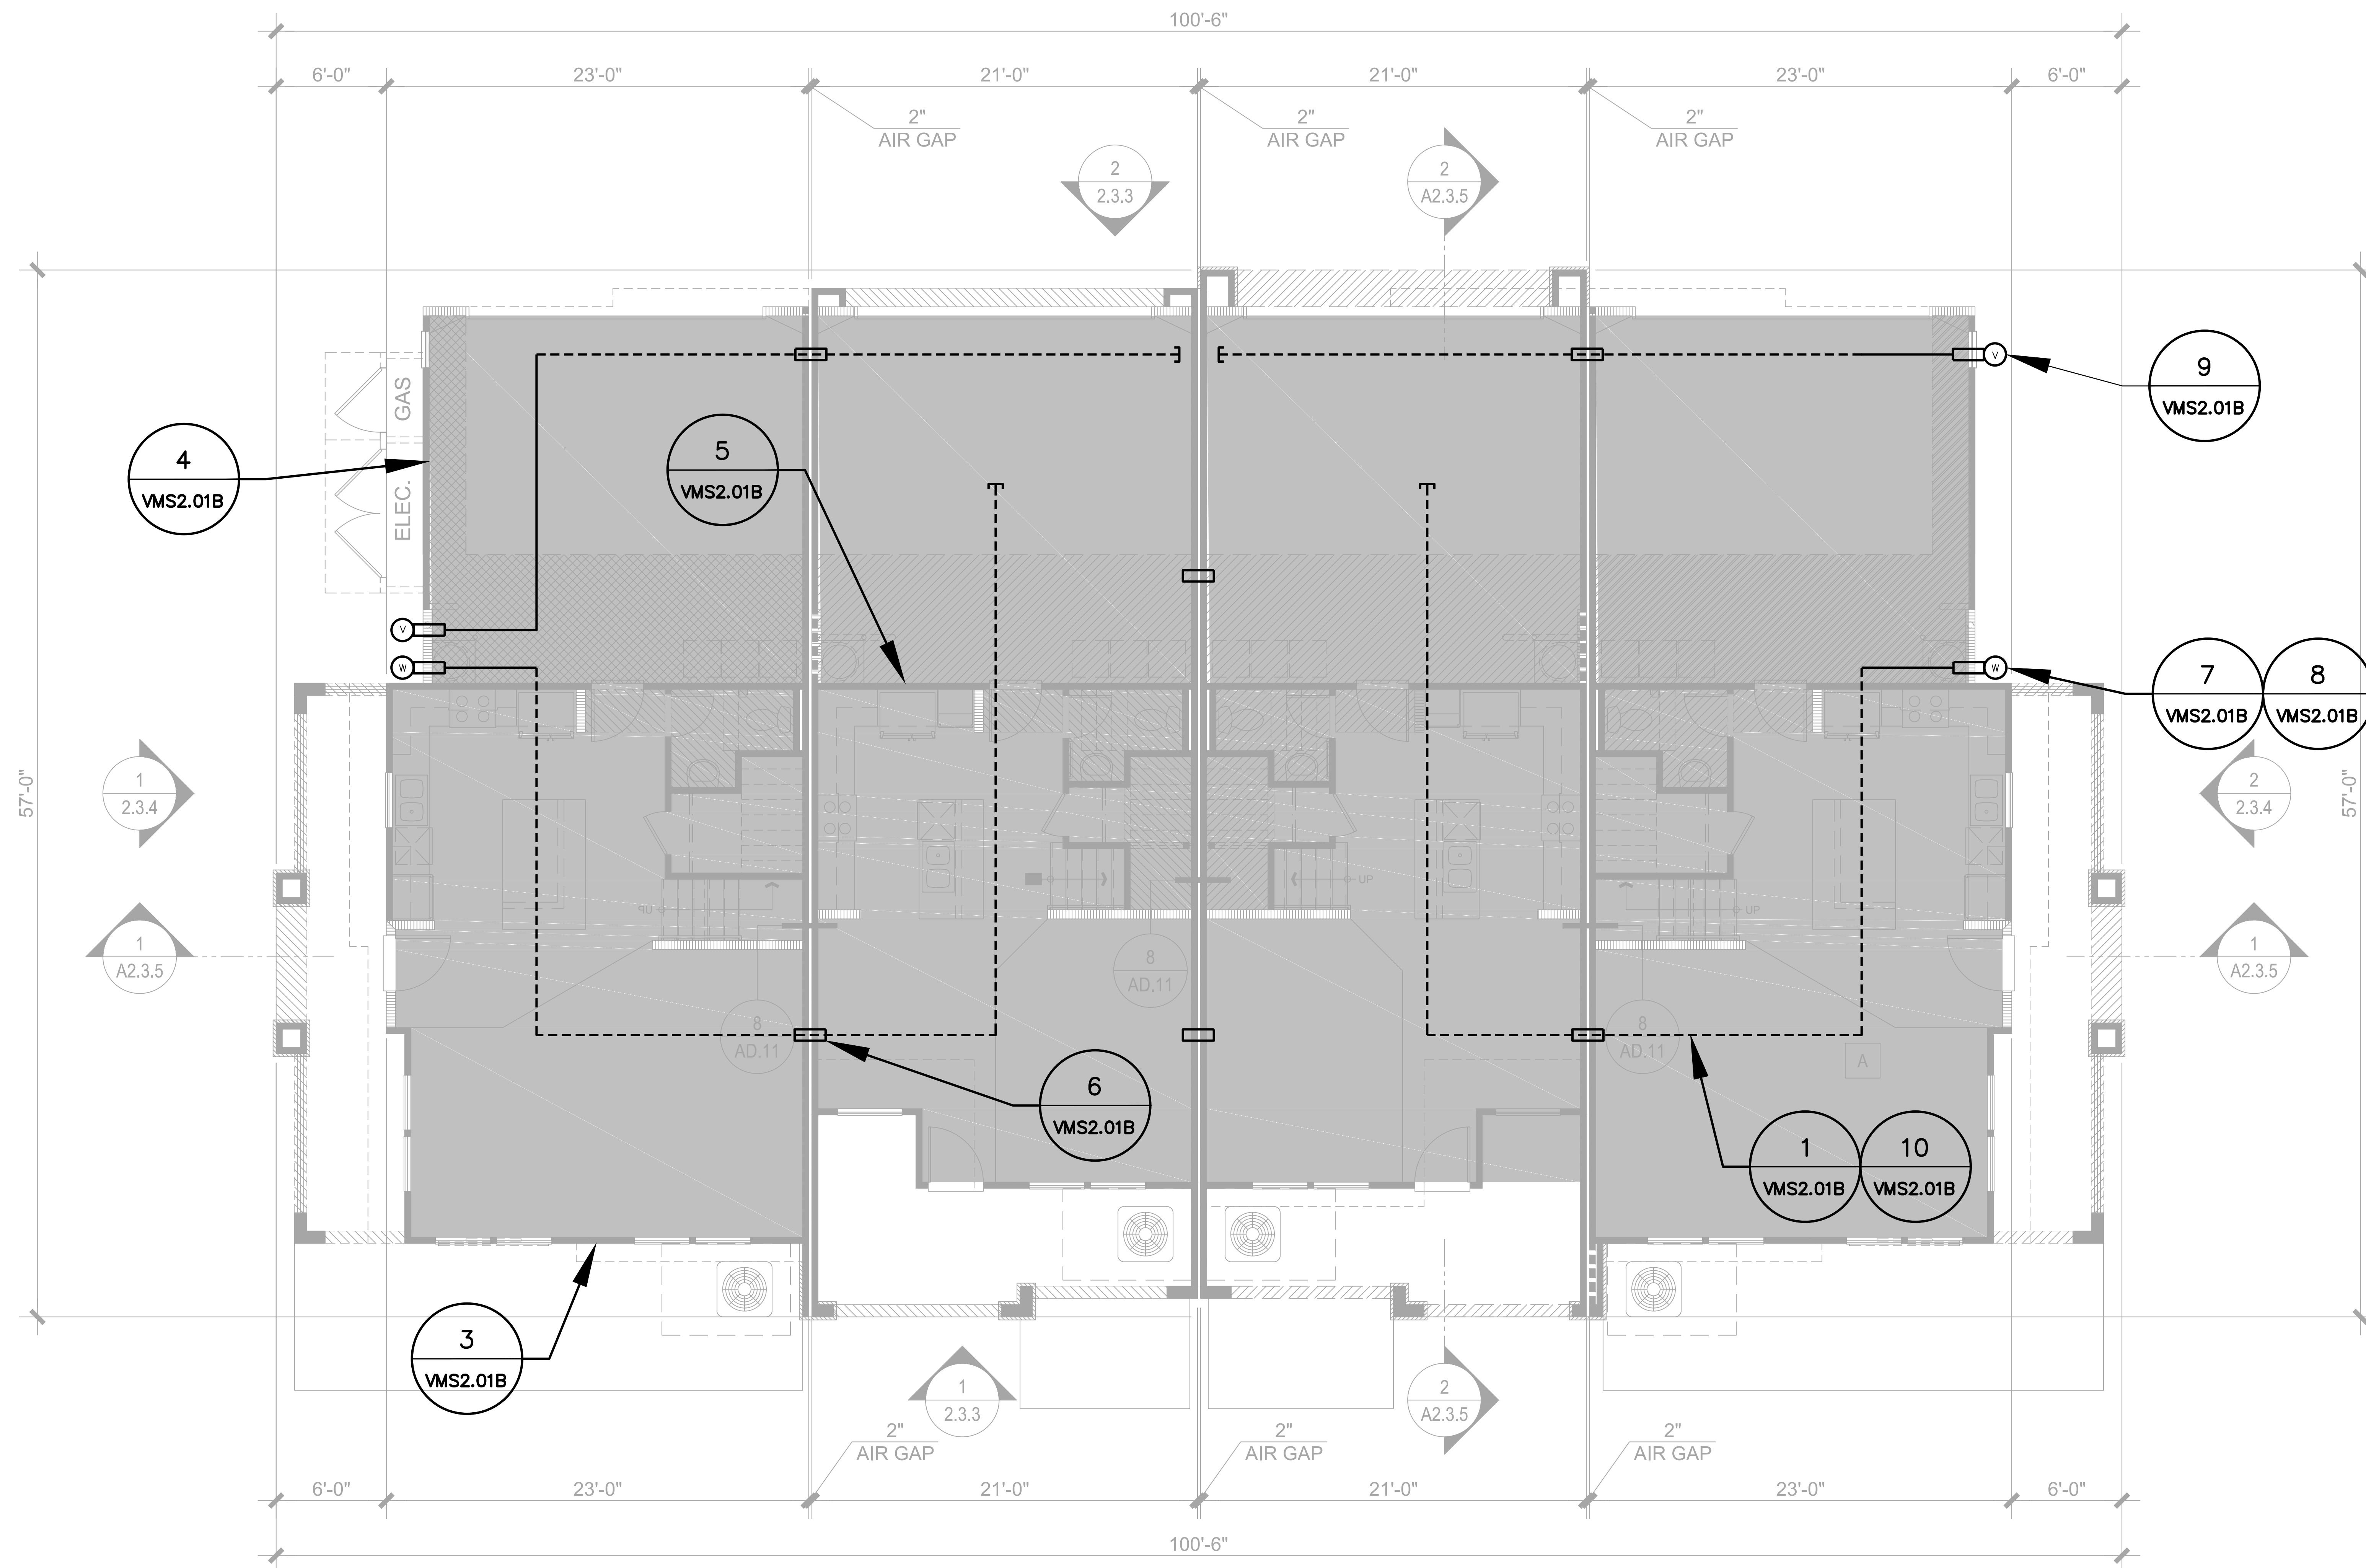 100'-6"
6'-0"
23'-0"
21'-0"
21'-0"
23'-0"
6'-0"
2"
AIR GAP
2"
AIR GAP
2"
AIR GAP
2
2.3.3
2
A2.3.5
9
VMS2.01B
V
GAS
ELEC.
4
VMS2.01B
5
VMS2.01B
V
W
W
7
VMS2.01B
8
VMS2.01B
57'-0"
1
2.3.4
2
2.3.4
57'-0"
UP
UP
UP
1
A2.3.5
1
A2.3.5
8
AD.11
8
AD.11
8
AD.11
A
6
VMS2.01B
1
VMS2.01B
10
VMS2.01B
3
VMS2.01B
1
2.3.3
2
A2.3.5
2"
AIR GAP
2"
AIR GAP
2"
AIR GAP
6'-0"
23'-0"
21'-0"
21'-0"
23'-0"
6'-0"
100'-6"